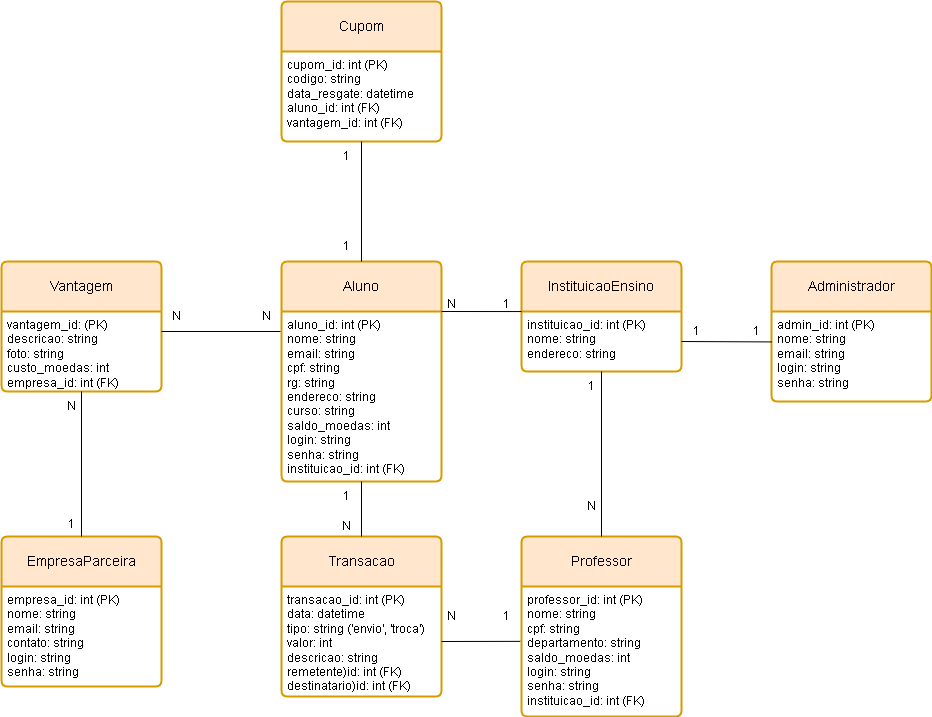 Cupom
cupom_id: int (PK)
codigo: string
data_resgate: datetime
aluno_id: int (FK)
vantagem_id: int (FK)
1
1
Vantagem
vantagem_id: (PK)
descricao: string
foto: string
custo_moedas: int
empresa_id: int (FK)
N
N
Aluno
aluno_id: int (PK)
nome: string
email: string
cpf: string
rg: string
endereco: string
curso: string
saldo_moedas: int
login: string
senha: string
instituicao_id: int (FK)
N
1
InstituicaoEnsino
instituicao_id: int (PK)
nome: string
endereco: string
1
1
Administrador
admin_id: int (PK)
nome: string
email: string
login: string
senha: string
N
1
1
N
1
N
EmpresaParceira
empresa_id: int (PK)
nome: string
email: string
contato: string
login: string
senha: string
Transacao
transacao_id: int (PK)
data: datetime
tipo: string ('envio', 'troca')
valor: int
descricao: string
remetente)id: int (FK)
destinatario)id: int (FK)
N
1
Professor
professor_id: int (PK)
nome: string
cpf: string
departamento: string
saldo_moedas: int
login: string
senha: string
instituicao_id: int (FK)